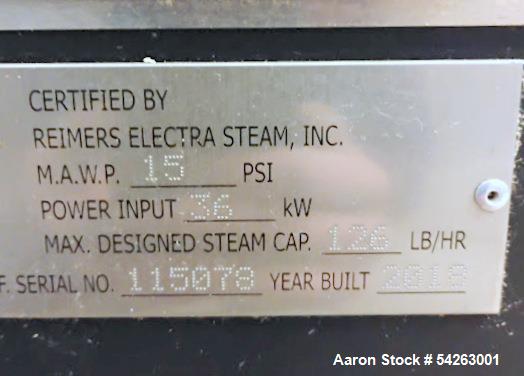 CERTIFIED BY
REIMERS ELECTRA STEAM, INC.
M.A.W.P. 15 PSI
POWER INPUT 36 kW
MAX. DESIGNED STEAM CAP. 126 LB/HR
F. SERIAL NO. 115078 YEAR BUILT 2018
Aaron Stock # 54263001